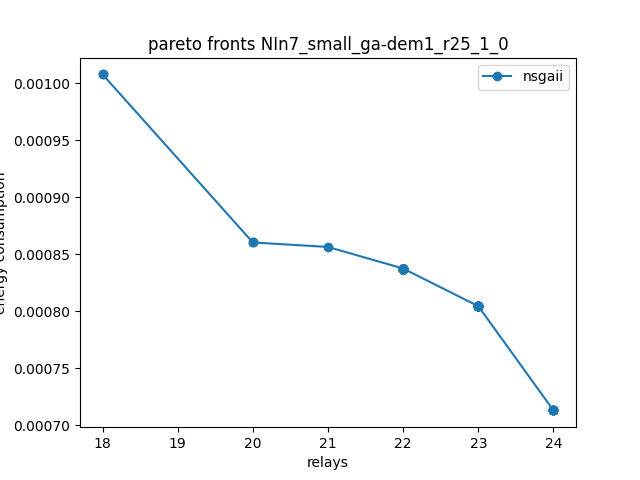 pareto fronts NIn7_small_ga-dem1_r25_1_0
nsgaii
0.00100
0.00095
0.00090
0.00085
0.00080
0.00075
0.00070
energy consumption
18 19 20 21 22 23 24
relays